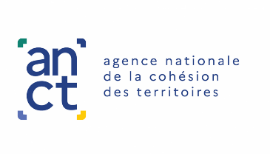 an
ct
agence nationale
de la cohésion
des territoires